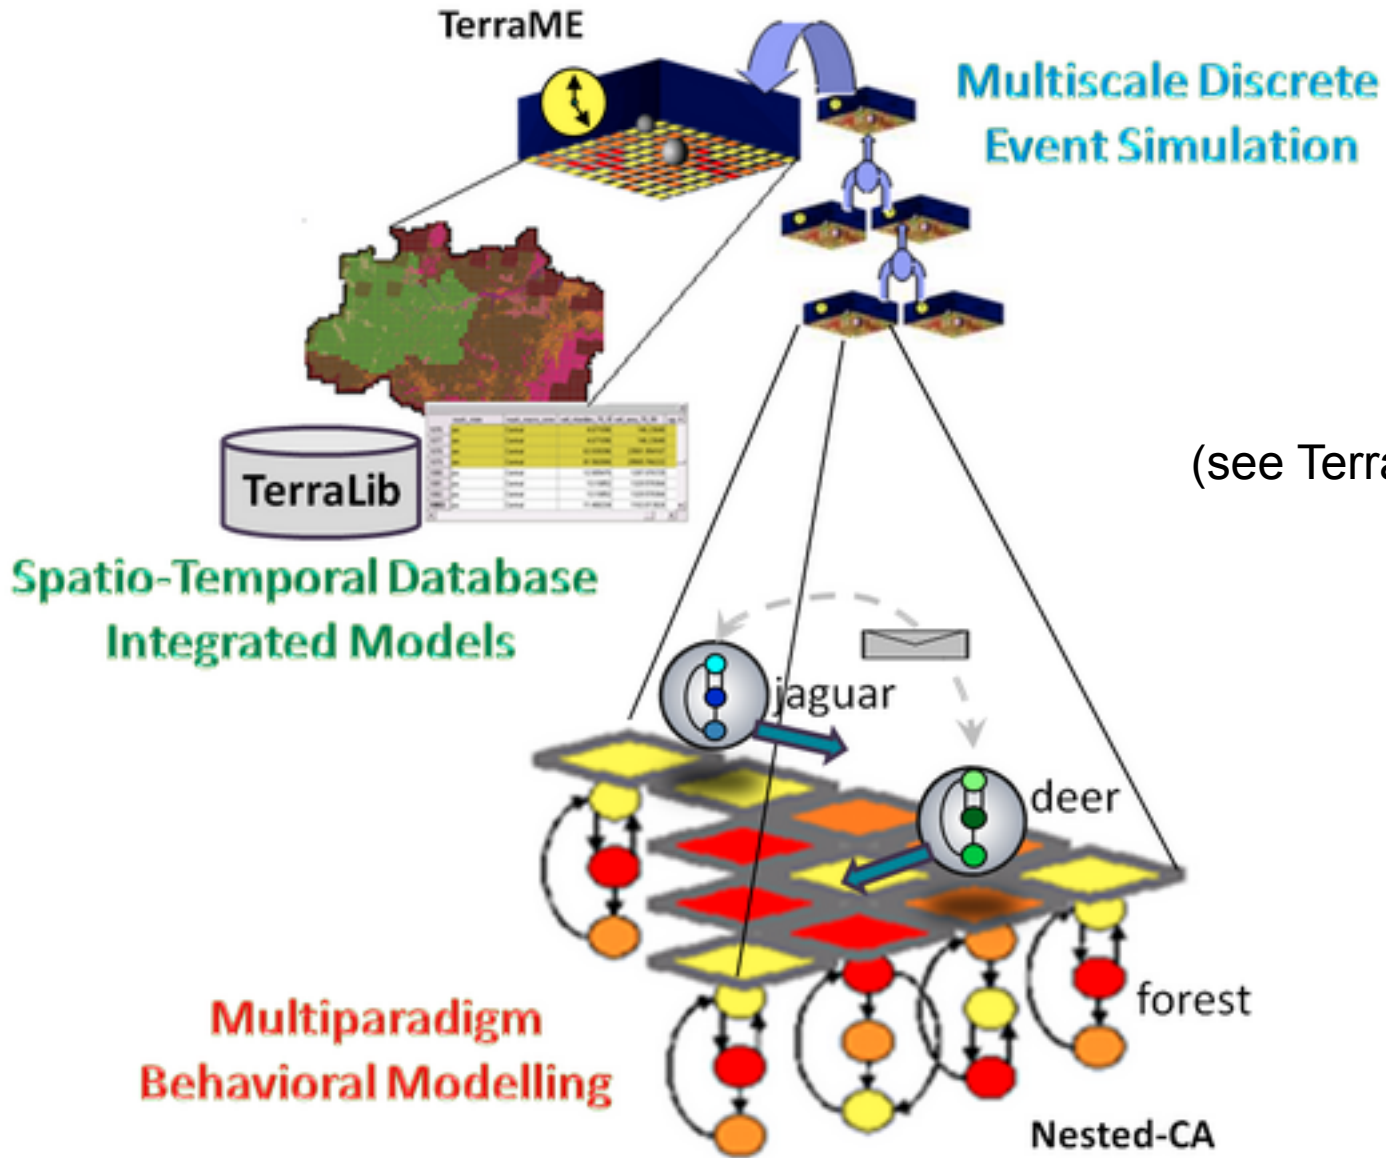 TerraME
Multiscale Discrete
Event Simulation
(see Terra
TerraLib
Spatio-Temporal Database
Integrated Models
jaguar
deer
forest
Multiparadigm
Behavioral Modelling
Nested-CA